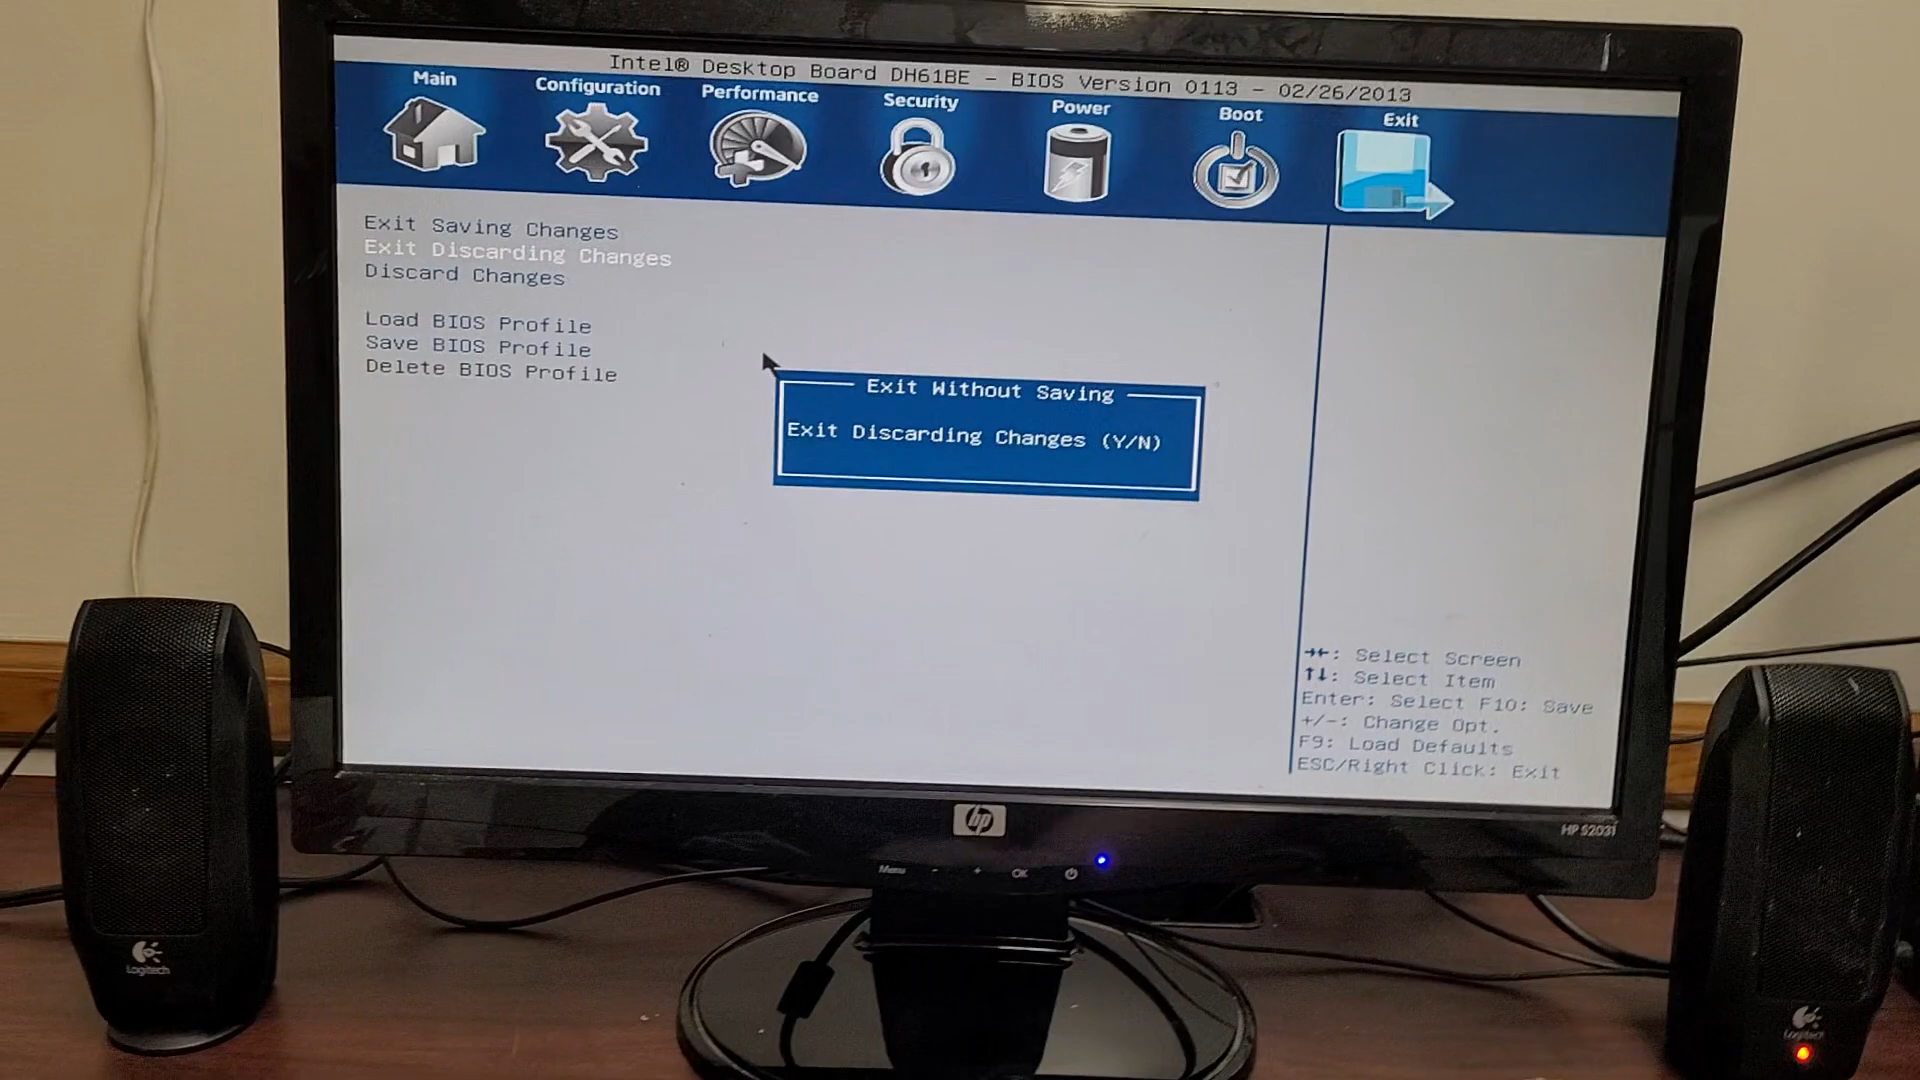 Intel® Desktop Board DH61BE - BIOS Version 0113 - 02/26/2013
Main
Configuration
Performance
Security
Power
Boot
Exit
Exit Saving Changes
Exit Discarding Changes
Discard Changes
Load BIOS Profile
Save BIOS Profile
Delete BIOS Profile
Exit Without Saving
Exit Discarding Changes (Y/N)
→←: Select Screen
↑↓: Select Item
Enter: Select F10: Save
+/-: Change Opt.
F9: Load Defaults
ESC/Right Click: Exit
hp
HP S2031
Menu - + OK
Logitech
Logitech